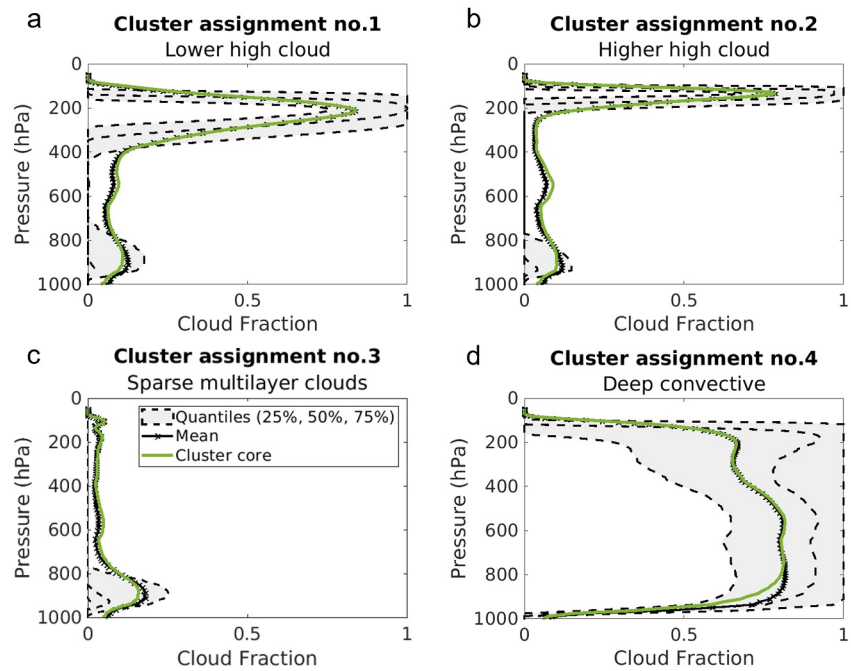 a
Cluster assignment no.1
Lower high cloud
0
200
400
600
800
1000
Pressure (hPa)
0
0.5
1
Cloud Fraction
b
Cluster assignment no.2
Higher high cloud
0
200
400
600
800
1000
Pressure (hPa)
0
0.5
1
Cloud Fraction
c
Cluster assignment no.3
Sparse multilayer clouds
0
200
400
600
800
1000
Pressure (hPa)
Quantiles (25%, 50%, 75%)
Mean
Cluster core
0
0.5
1
Cloud Fraction
d
Cluster assignment no.4
Deep convective
0
200
400
600
800
1000
Pressure (hPa)
0
0.5
1
Cloud Fraction